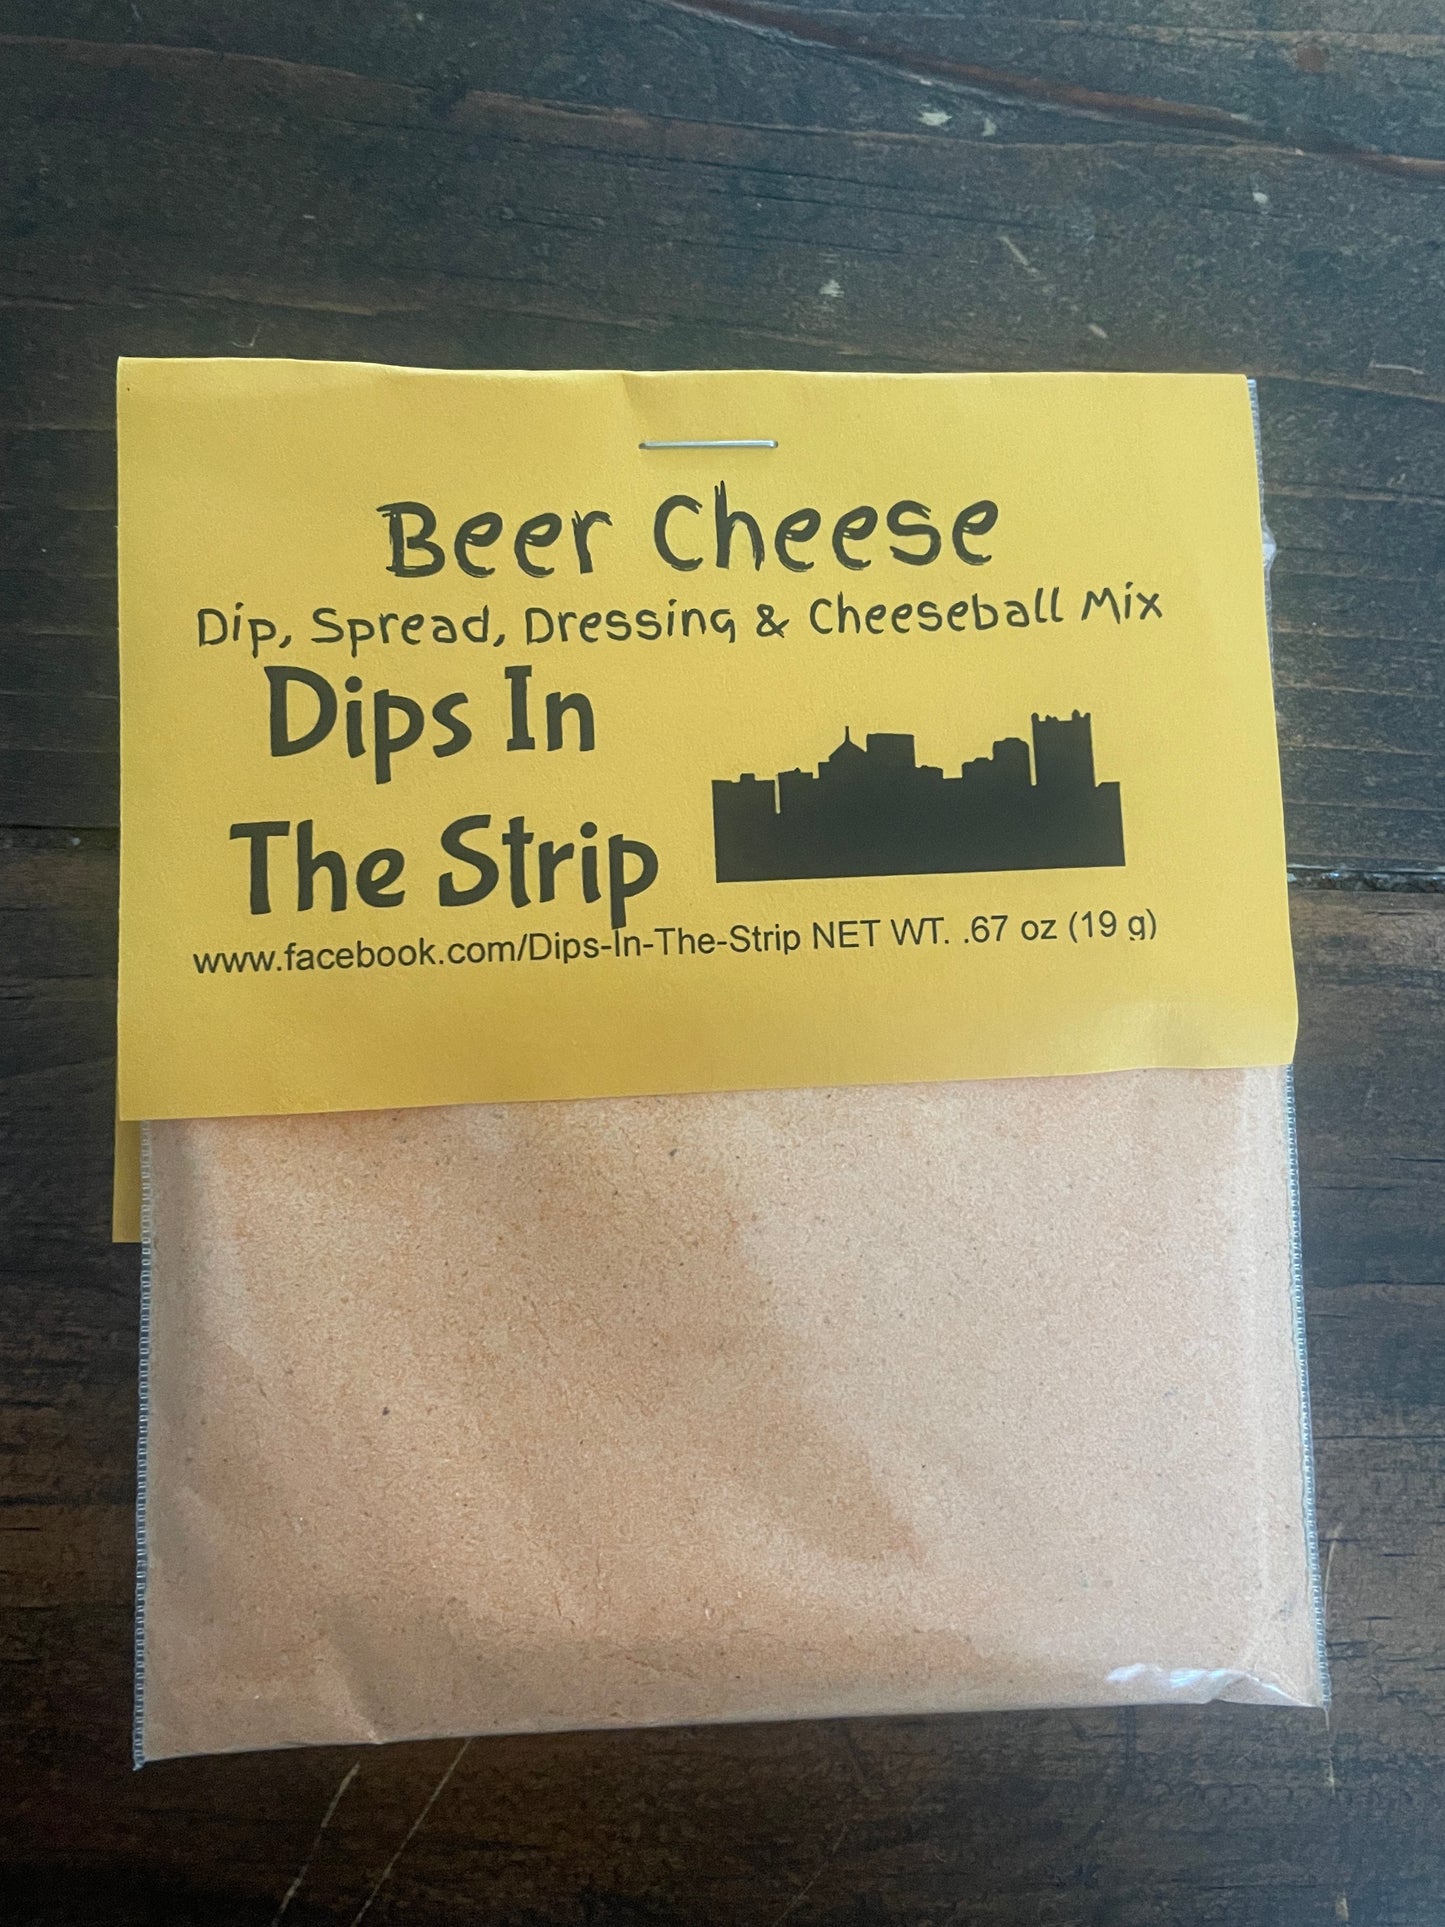 Beer Cheese
Dip, Spread, Dressing & Cheeseball Mix
Dips In
The Strip
www.facebook.com/Dips-In-The-Strip NET WT. .67 oz (19 g)